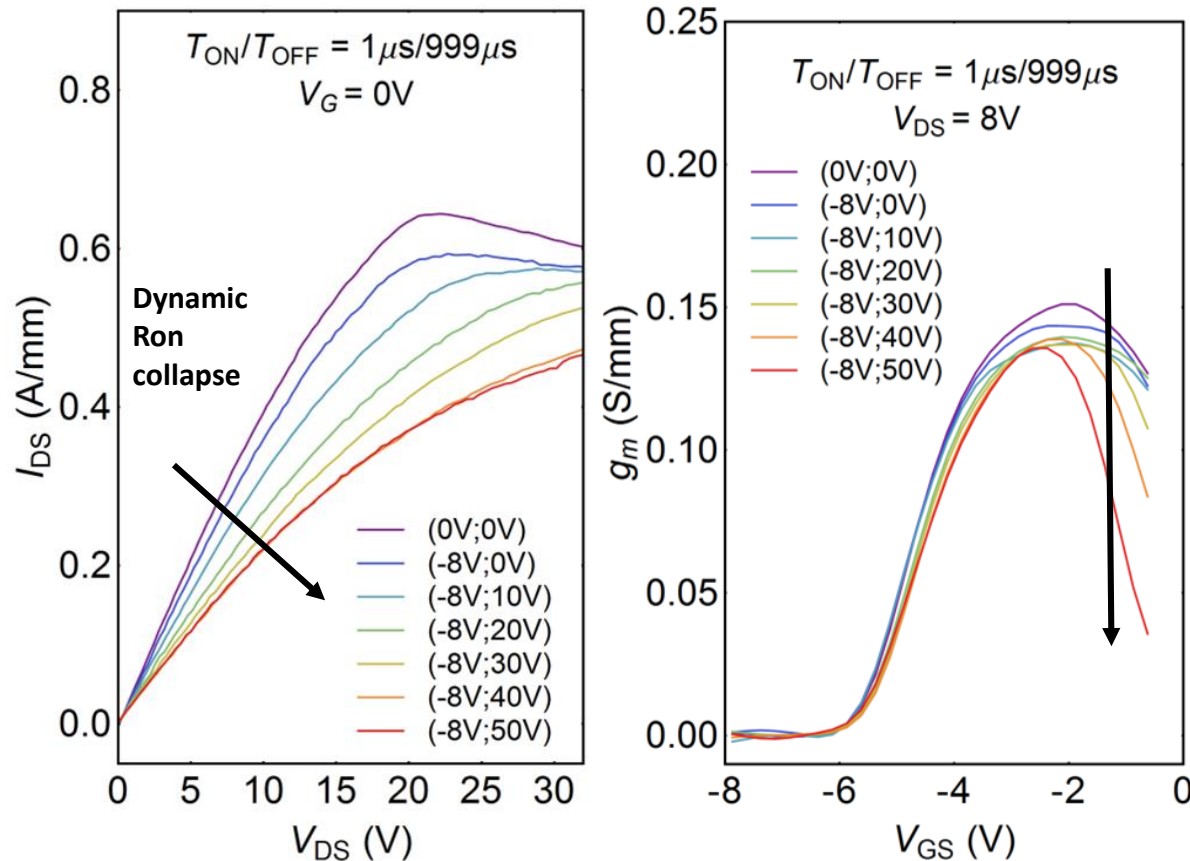 T_ON/T_OFF = 1μs/999μs
V_G = 0V
0.8
0.6
0.4
0.2
0.0
I_DS (A/mm)
Dynamic
Ron
collapse
(0V;0V)
(-8V;0V)
(-8V;10V)
(-8V;20V)
(-8V;30V)
(-8V;40V)
(-8V;50V)
0 5 10 15 20 25 30
V_DS (V)
T_ON/T_OFF = 1μs/999μs
V_DS = 8V
0.25
0.20
0.15
0.10
0.05
0.00
g_m (S/mm)
(0V;0V)
(-8V;0V)
(-8V;10V)
(-8V;20V)
(-8V;30V)
(-8V;40V)
(-8V;50V)
-8 -6 -4 -2 0
V_GS (V)